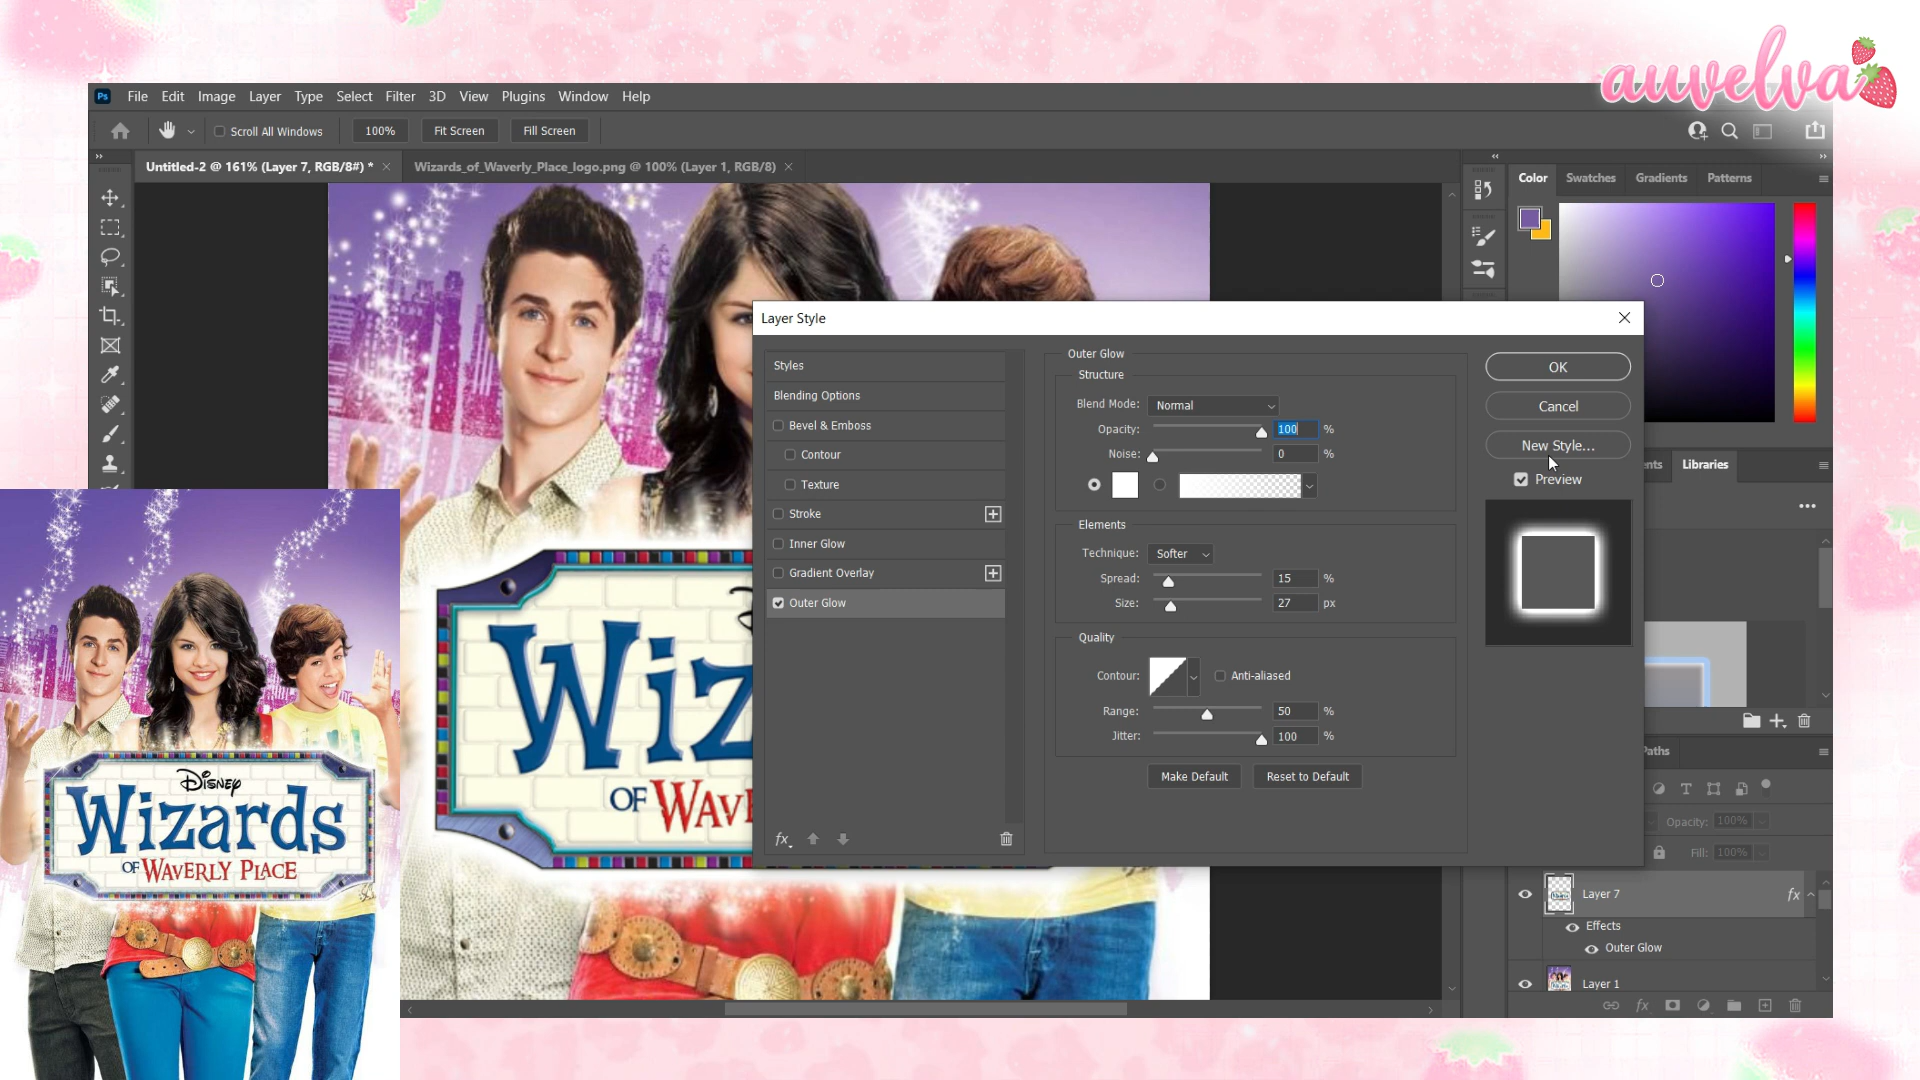 auvelva
Ps File Edit Image Layer Type Select Filter 3D View Plugins Window Help
Scroll All Windows 100% Fit Screen Fill Screen
Untitled-2 @ 161% (Layer 7, RGB/8#) * ×
Wizards_of_Waverly_Place_logo.png @ 100% (Layer 1, RGB/8) ×
Color Swatches Gradients Patterns
Layer Style
Styles
Blending Options
Bevel & Emboss
Contour
Texture
Stroke
Inner Glow
Gradient Overlay
Outer Glow
fx
Outer Glow
Structure
Blend Mode: Normal
Opacity: 100 %
Noise: 0 %
Elements
Technique: Softer
Spread: 15 %
Size: 27 px
Quality
Contour: Anti-aliased
Range: 50 %
Jitter: 100 %
Make Default Reset to Default
OK
Cancel
New Style...
Preview
Libraries
Paths
Opacity: 100%
Fill: 100%
Layer 7 fx
Effects
Outer Glow
Layer 1
fx
Wiz
OF WAV
Disney
Wizards
OF WAVERLY PLACE